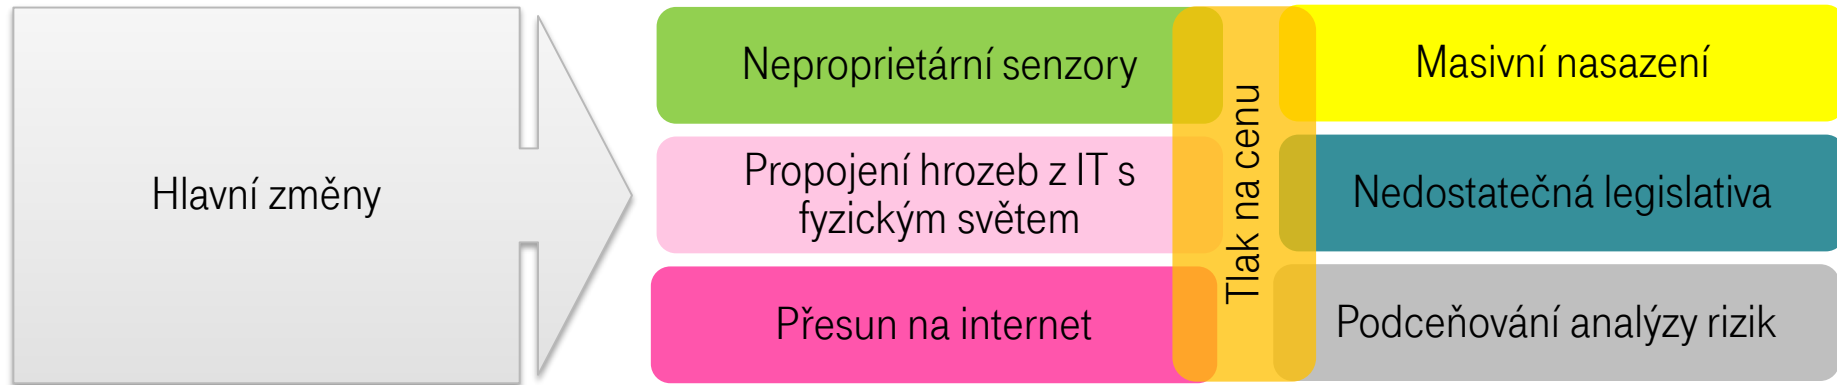 Hlavní změny
Neproprietární senzory
Propojení hrozeb z IT s
fyzickým světem
Přesun na internet
Tlak na cenu
Masivní nasazení
Nedostatečná legislativa
Podceňování analýzy rizik